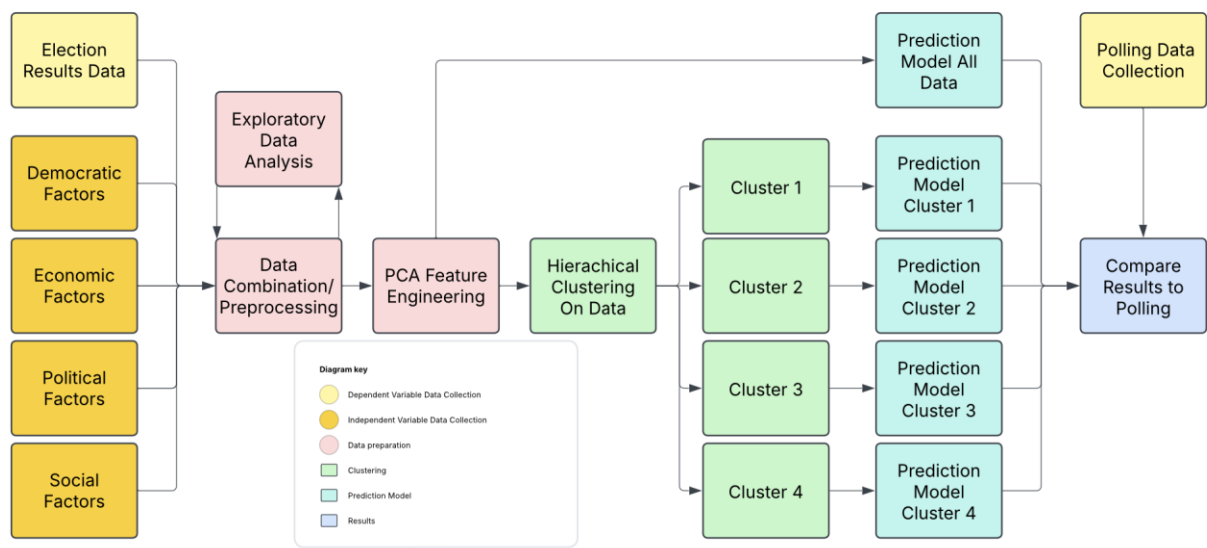 Election
Results Data
Democratic
Factors
Economic
Factors
Political
Factors
Social
Factors
Exploratory
Data
Analysis
Data
Combination/
Preprocessing
PCA Feature
Engineering
Hierachical
Clustering
On Data
Cluster 1
Cluster 2
Cluster 3
Cluster 4
Prediction
Model All
Data
Prediction
Model
Cluster 1
Prediction
Model
Cluster 2
Prediction
Model
Cluster 3
Prediction
Model
Cluster 4
Polling Data
Collection
Compare
Results to
Polling
Diagram key
Dependent Variable Data Collection
Independent Variable Data Collection
Data preparation
Clustering
Prediction Model
Results